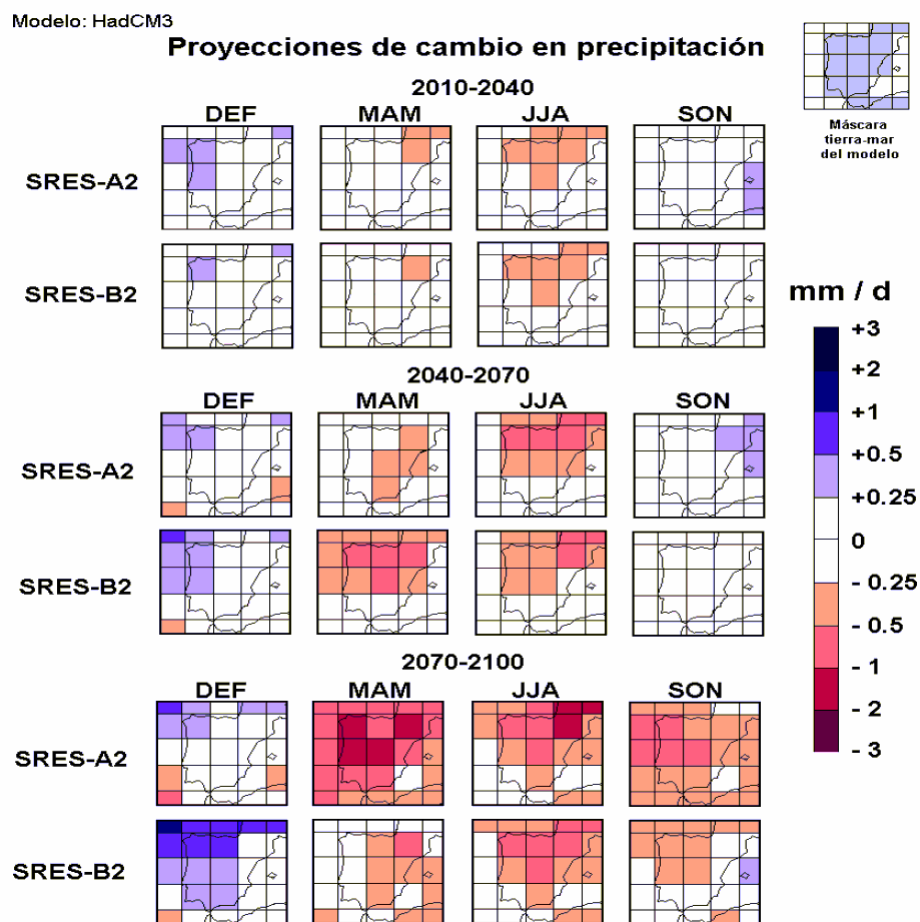 Modelo: HadCM3
Proyecciones de cambio en precipitación
Máscara
tierra-mar
del modelo
2010-2040
DEF MAM JJA SON
SRES-A2
SRES-B2
mm / d
+3
+2
+1
+0.5
+0.25
0
- 0.25
- 0.5
- 1
- 2
- 3
2040-2070
DEF MAM JJA SON
SRES-A2
SRES-B2
2070-2100
DEF MAM JJA SON
SRES-A2
SRES-B2